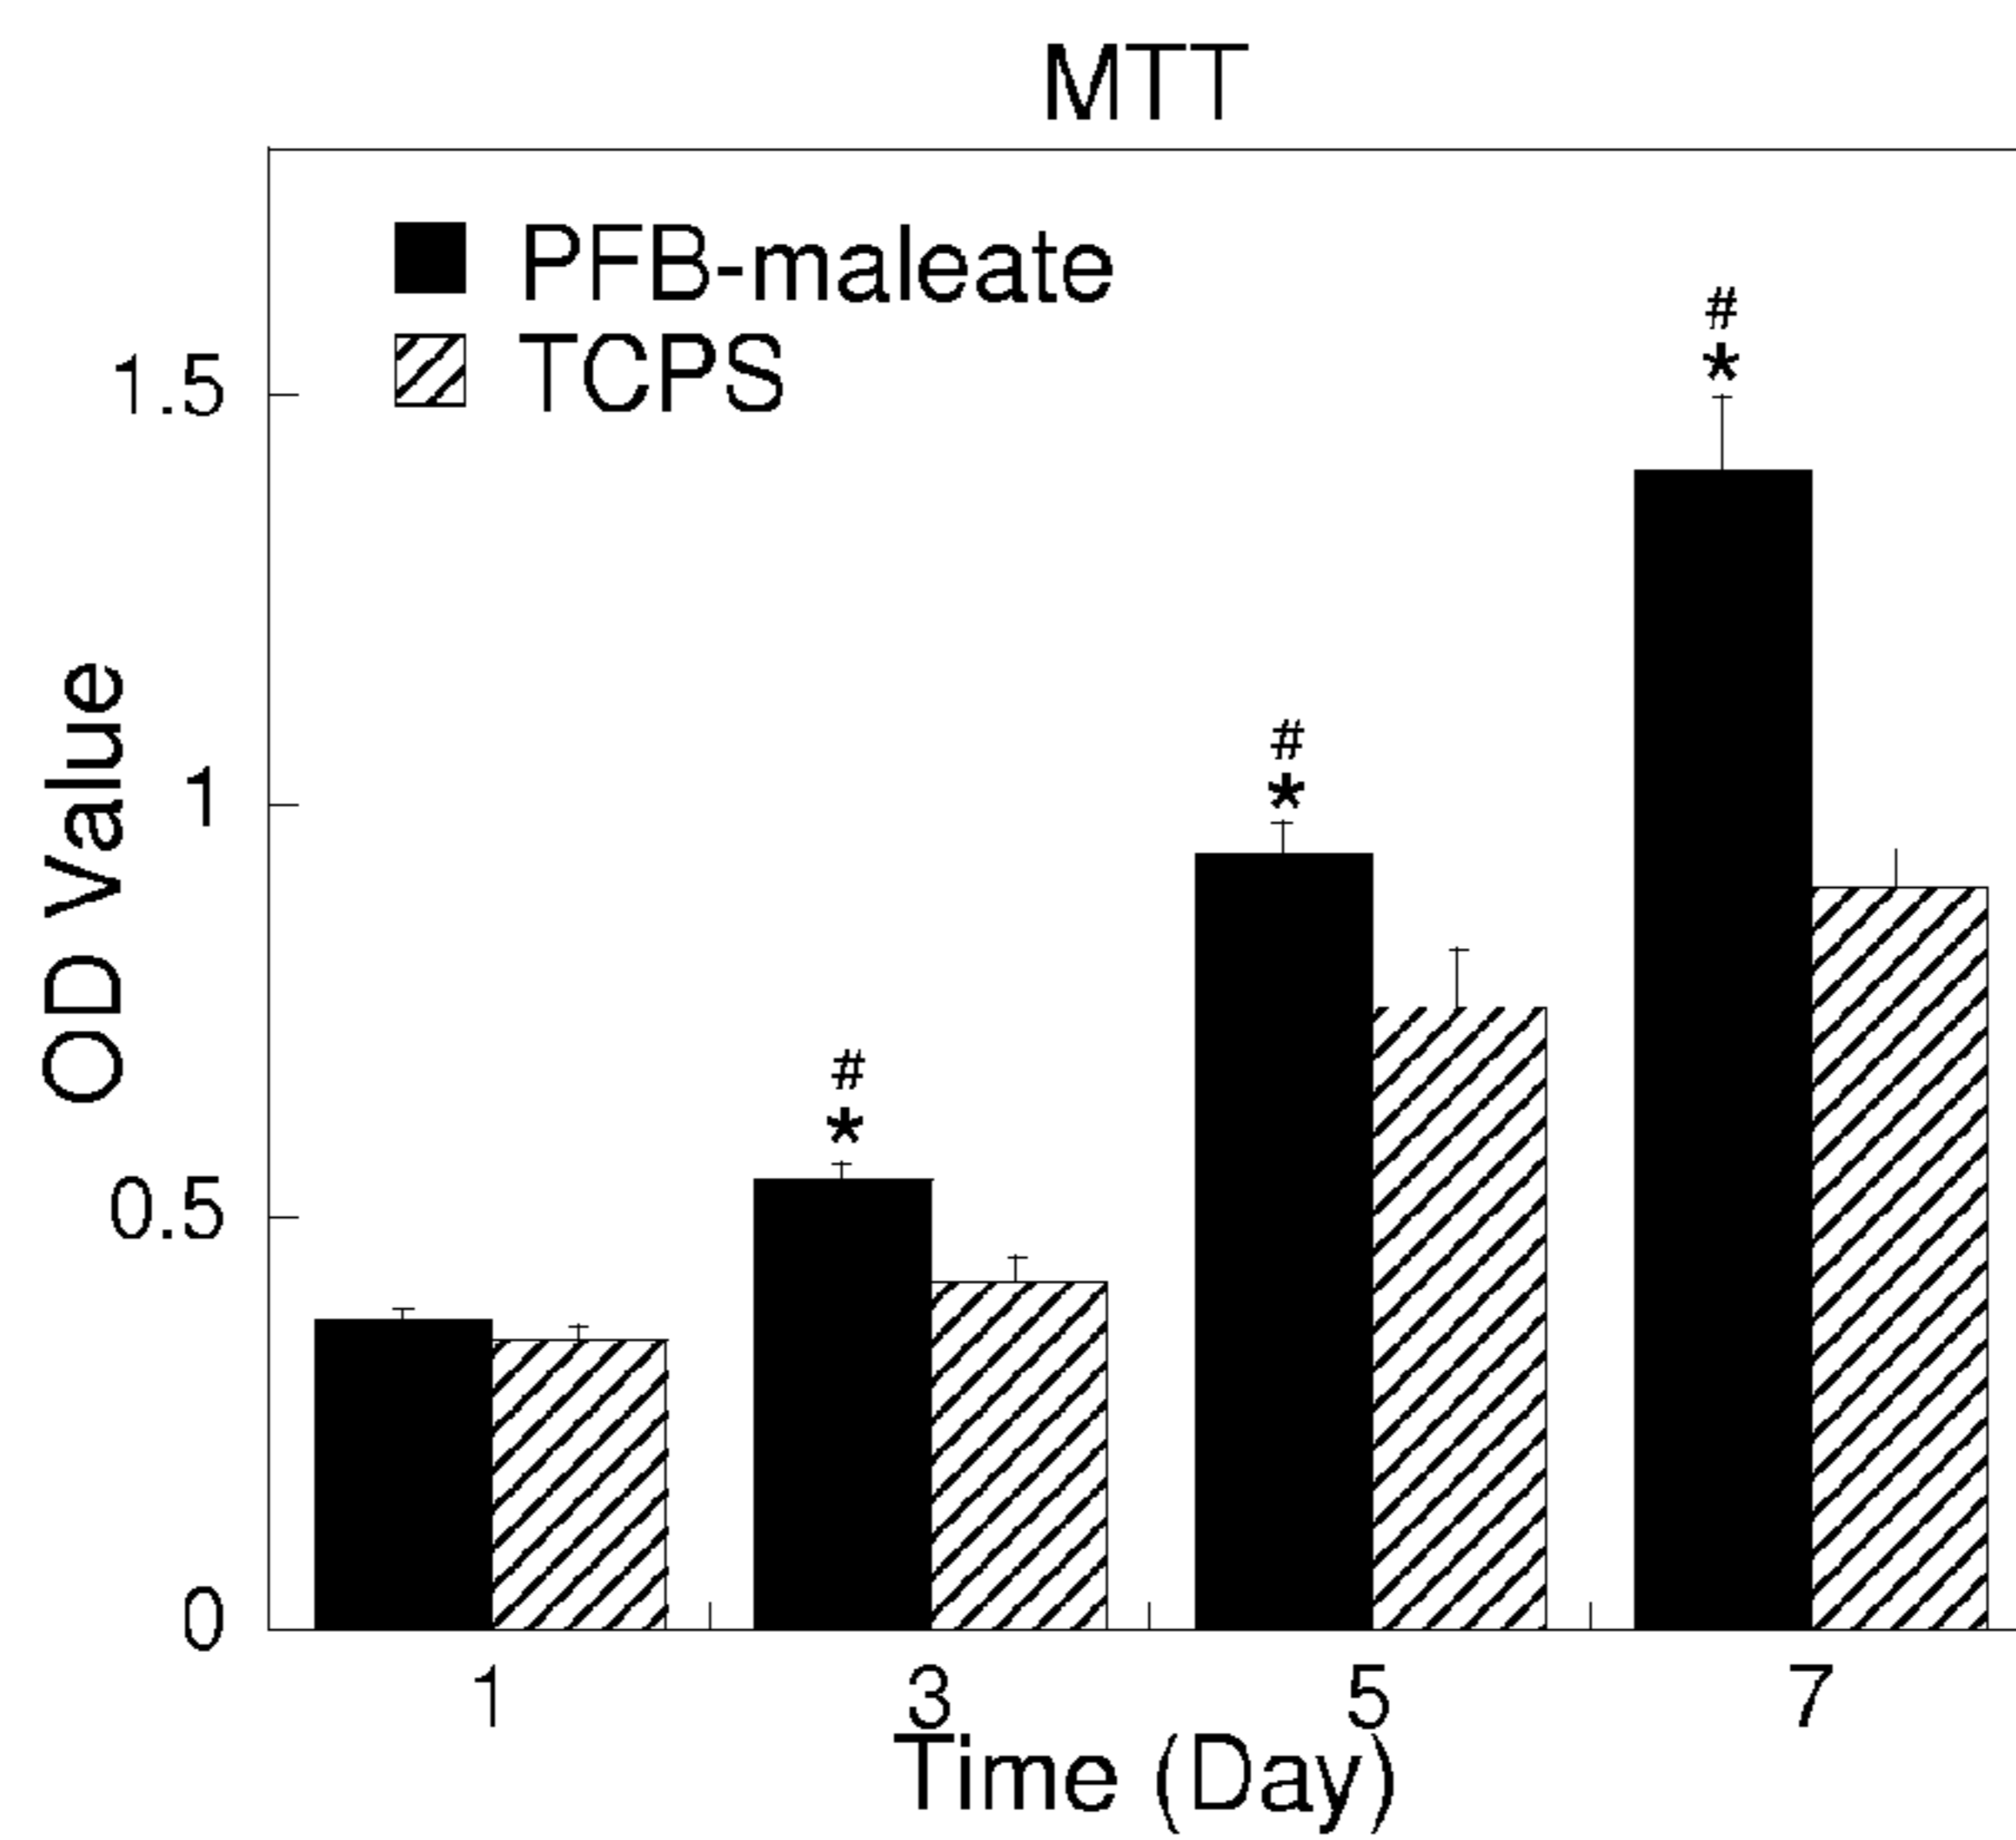 MTT
PFB-maleate
TCPS
1.5
1
0.5
0
OD Value
#
*
#
*
#
*
1 3 5 7
Time (Day)